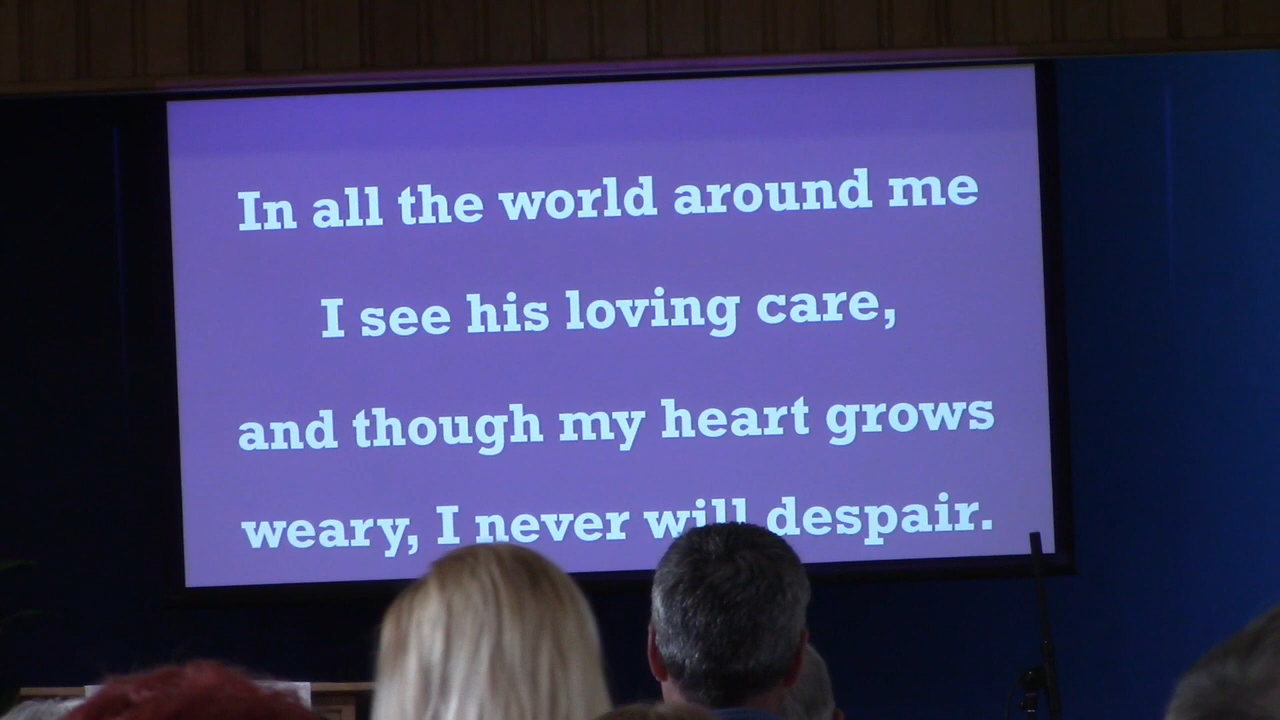 In all the world around me
I see his loving care,
and though my heart grows
weary, I never will despair.